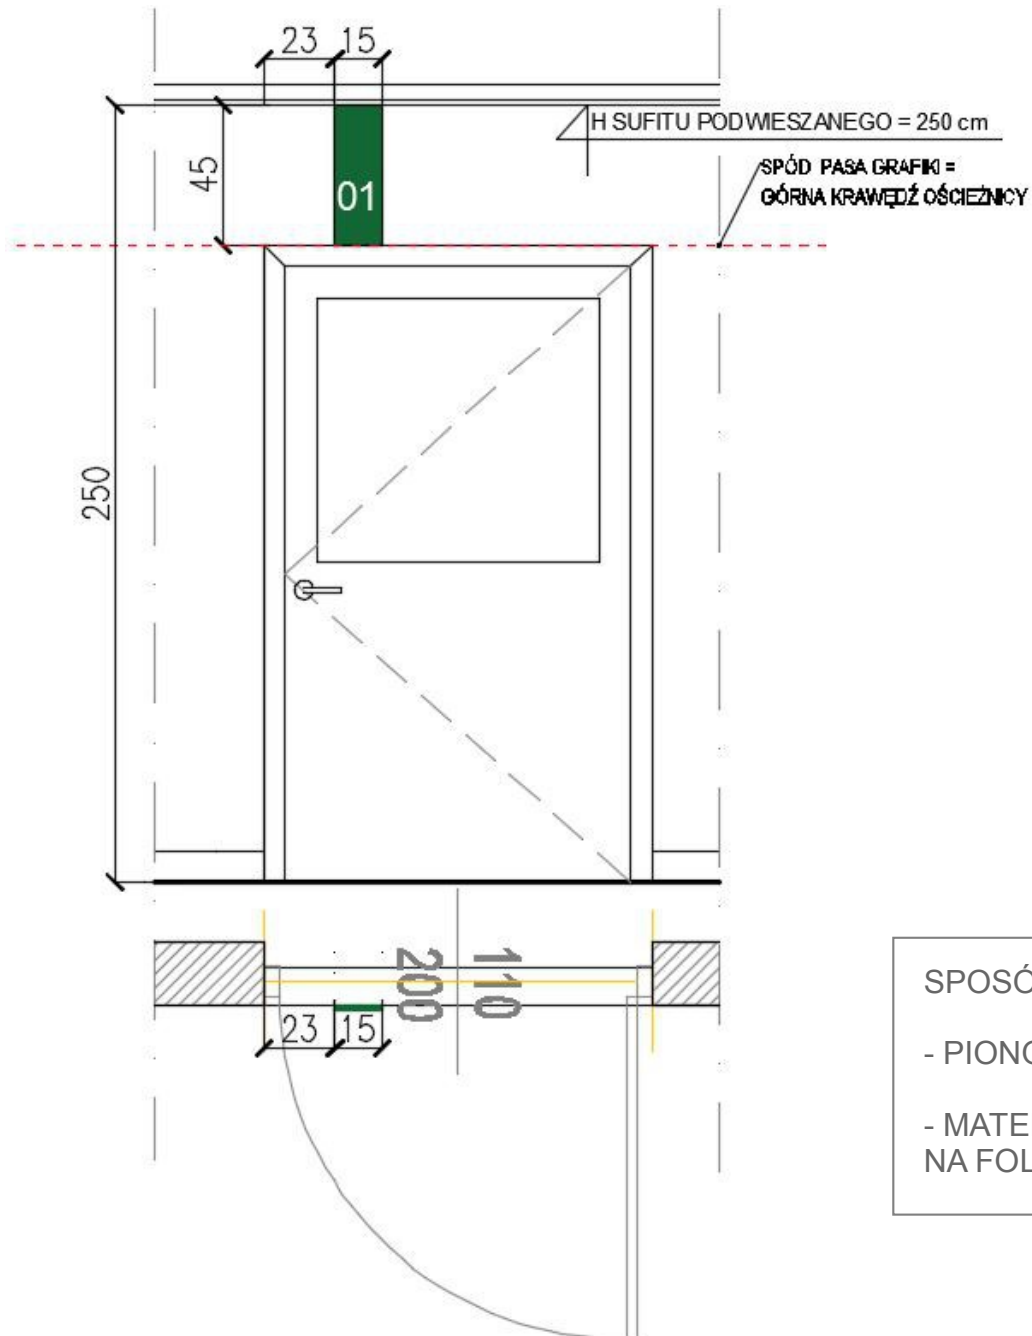 23 15
H SUFITU PODWIESZANEGO = 250 cm
SPÓD PASA GRAFIKI =
GÓRNA KRAWĘDŹ OŚCIEŻNICY
45
01
250
110
200
23 15
SPOSÓ
- PIONO
- MATE
NA FOL